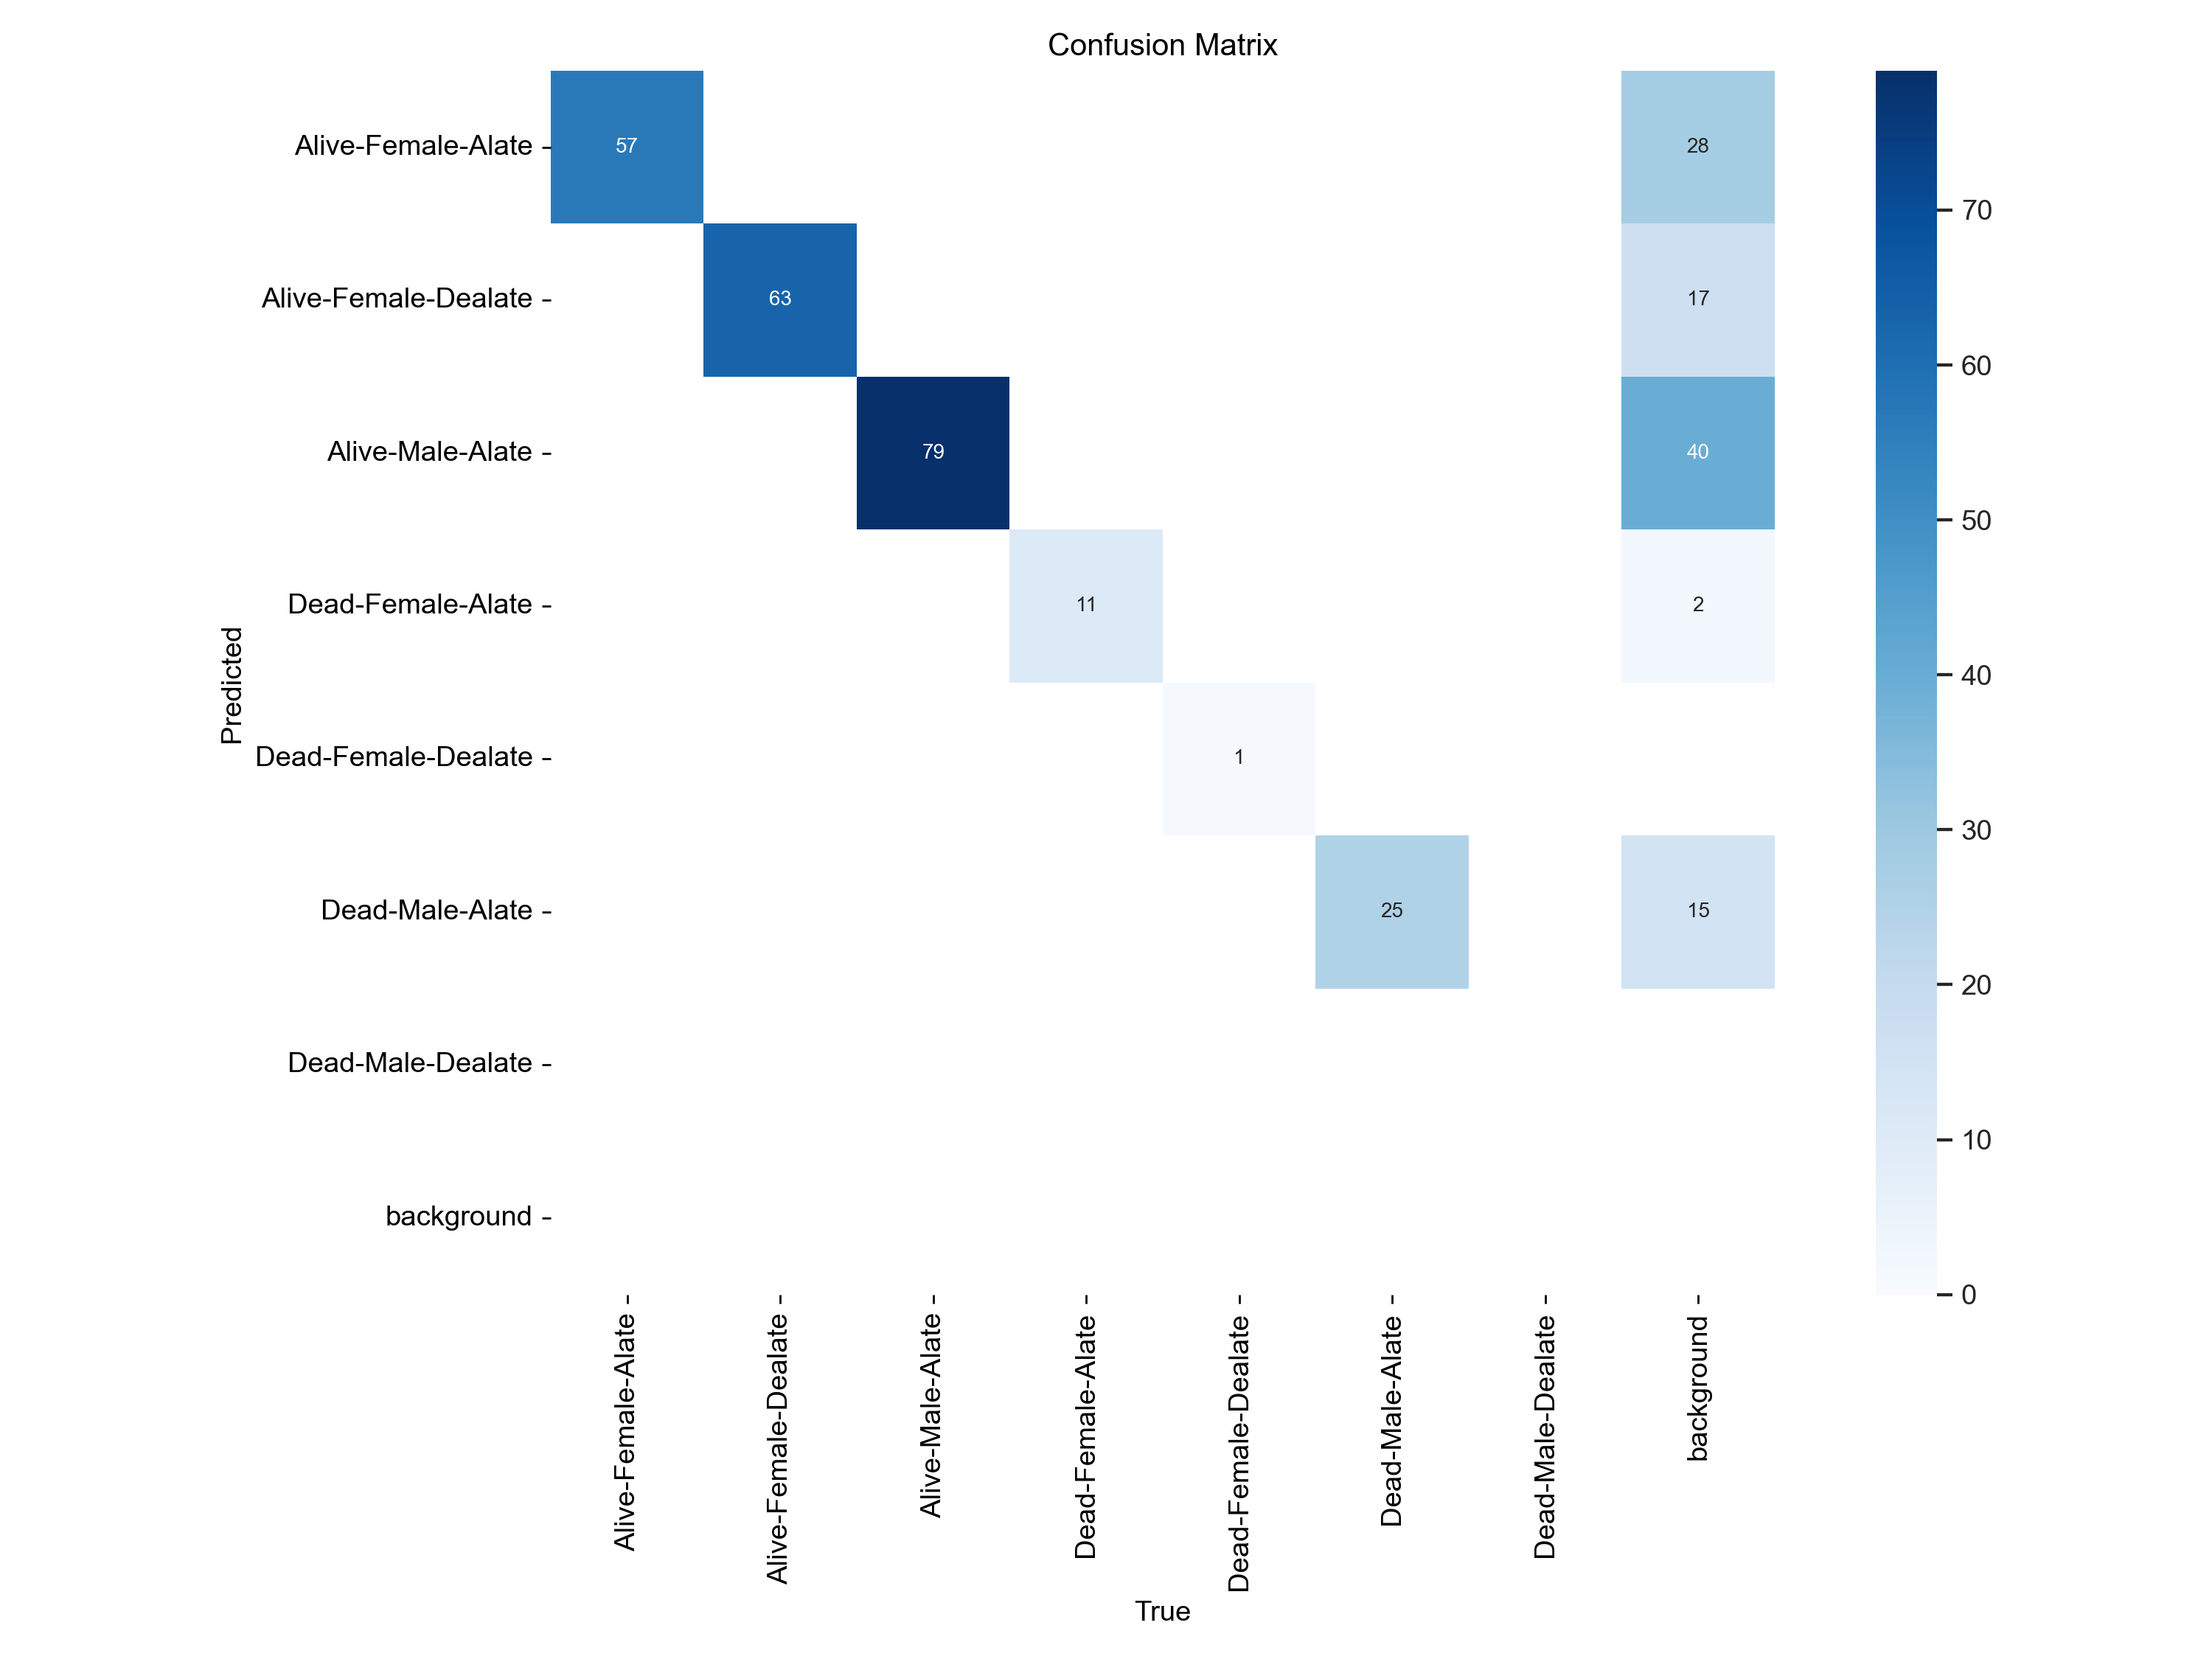 Confusion Matrix
Alive-Female-Alate
57
28
70
Alive-Female-Dealate
63
17
60
Alive-Male-Alate
79
40
50
Dead-Female-Alate
11
2
40
Predicted
Dead-Female-Dealate
1
30
Dead-Male-Alate
25
15
20
Dead-Male-Dealate
10
background
0
Alive-Female-Alate
Alive-Female-Dealate
Alive-Male-Alate
Dead-Female-Alate
Dead-Female-Dealate
Dead-Male-Alate
Dead-Male-Dealate
background
True